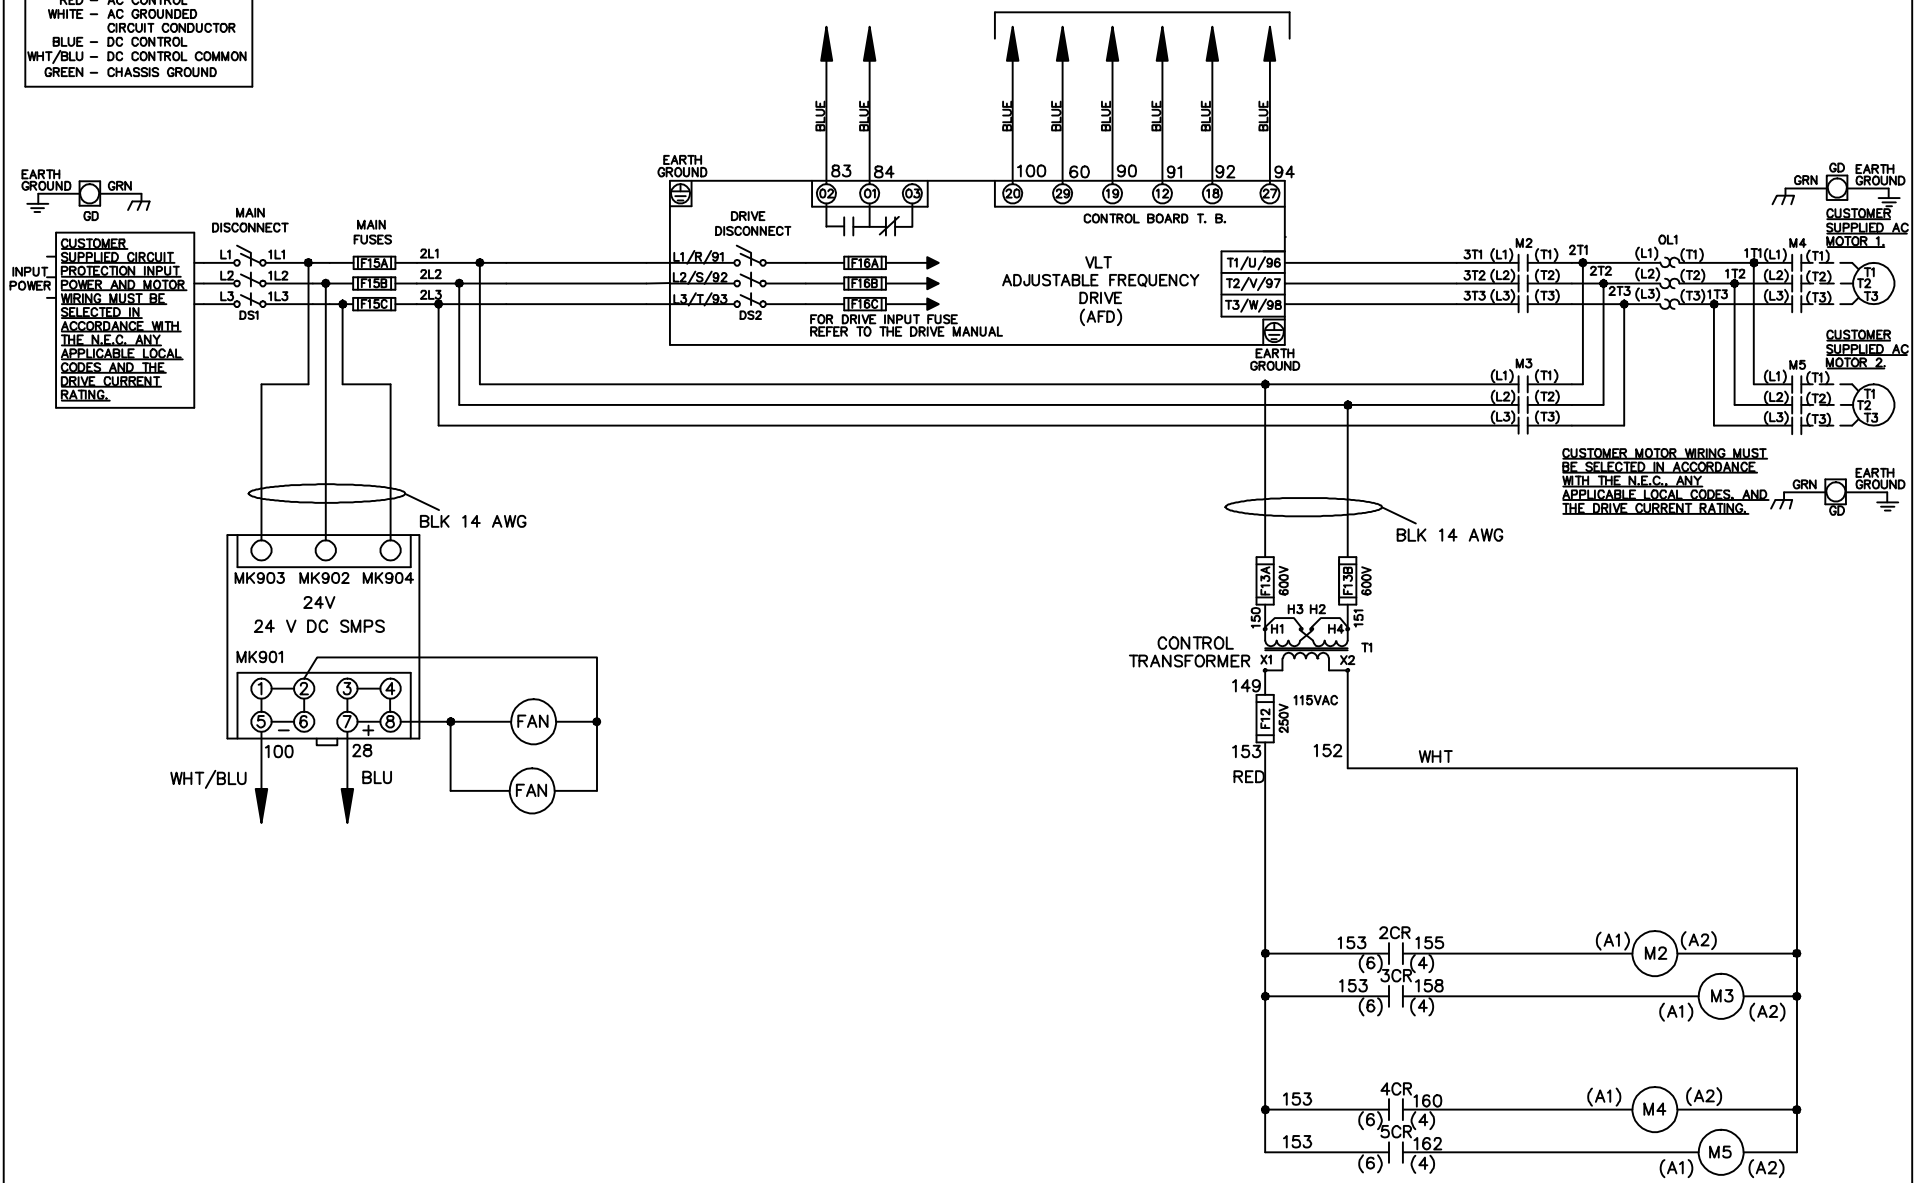 RED – AC CONTROL
WHITE – AC GROUNDED
CIRCUIT CONDUCTOR
BLUE – DC CONTROL
WHT/BLU – DC CONTROL COMMON
GREEN – CHASSIS GROUND
BLUE
BLUE
BLUE
BLUE
BLUE
BLUE
BLUE
BLUE
EARTH
GROUND
GRN
GD
EARTH
GROUND
83 84
100 60 90 91 92 94
02 01 03
20 29 19 12 18 27
CONTROL BOARD T. B.
GRN
GD
EARTH
GROUND
CUSTOMER
SUPPLIED AC
MOTOR 1.
INPUT
POWER
CUSTOMER
SUPPLIED CIRCUIT
PROTECTION INPUT
POWER AND MOTOR
WIRING MUST BE
SELECTED IN
ACCORDANCE WITH
THE N.E.C. ANY
APPLICABLE LOCAL
CODES AND THE
DRIVE CURRENT
RATING.
MAIN
DISCONNECT
MAIN
FUSES
L1 1L1 F15A 2L1
L2 1L2 F15B 2L2
L3 1L3 F15C 2L3
DS1
DRIVE
DISCONNECT
L1/R/91 F16A
L2/S/92 F16B
L3/T/93 F16C
DS2
FOR DRIVE INPUT FUSE
REFER TO THE DRIVE MANUAL
VLT
ADJUSTABLE FREQUENCY
DRIVE
(AFD)
T1/U/96
T2/V/97
T3/W/98
EARTH
GROUND
M2 OL1 M4
3T1 (L1) (T1) 2T1 (L1) (T1) 1T1 (L1) (T1) T1
3T2 (L2) (T2) 2T2 (L2) (T2) 1T2 (L2) (T2) T2
3T3 (L3) (T3) 2T3 (L3) (T3) 1T3 (L3) (T3) T3
CUSTOMER
SUPPLIED AC
MOTOR 2.
M3 M5
(L1) (T1) (L1) (T1) T1
(L2) (T2) (L2) (T2) T2
(L3) (T3) (L3) (T3) T3
CUSTOMER MOTOR WIRING MUST
BE SELECTED IN ACCORDANCE
WITH THE N.E.C., ANY
APPLICABLE LOCAL CODES, AND
THE DRIVE CURRENT RATING.
GRN
GD
EARTH
GROUND
BLK 14 AWG
BLK 14 AWG
MK903 MK902 MK904
24V
24 V DC SMPS
MK901
1 2 3 4
5 6 7 8
– +
100 28
WHT/BLU BLU
FAN
FAN
F13A 600V
F13B 600V
150 151
H3 H2
H1 H4
T1
CONTROL
TRANSFORMER
X1 X2
149
115VAC
F12 250V
153 152
RED
WHT
2CR
153 155 (A1) M2 (A2)
(6) (4)
3CR
153 158 M3
(6) (4) (A1) (A2)
4CR
153 160 (A1) M4 (A2)
(6) (4)
5CR
153 162 M5
(6) (4) (A1) (A2)